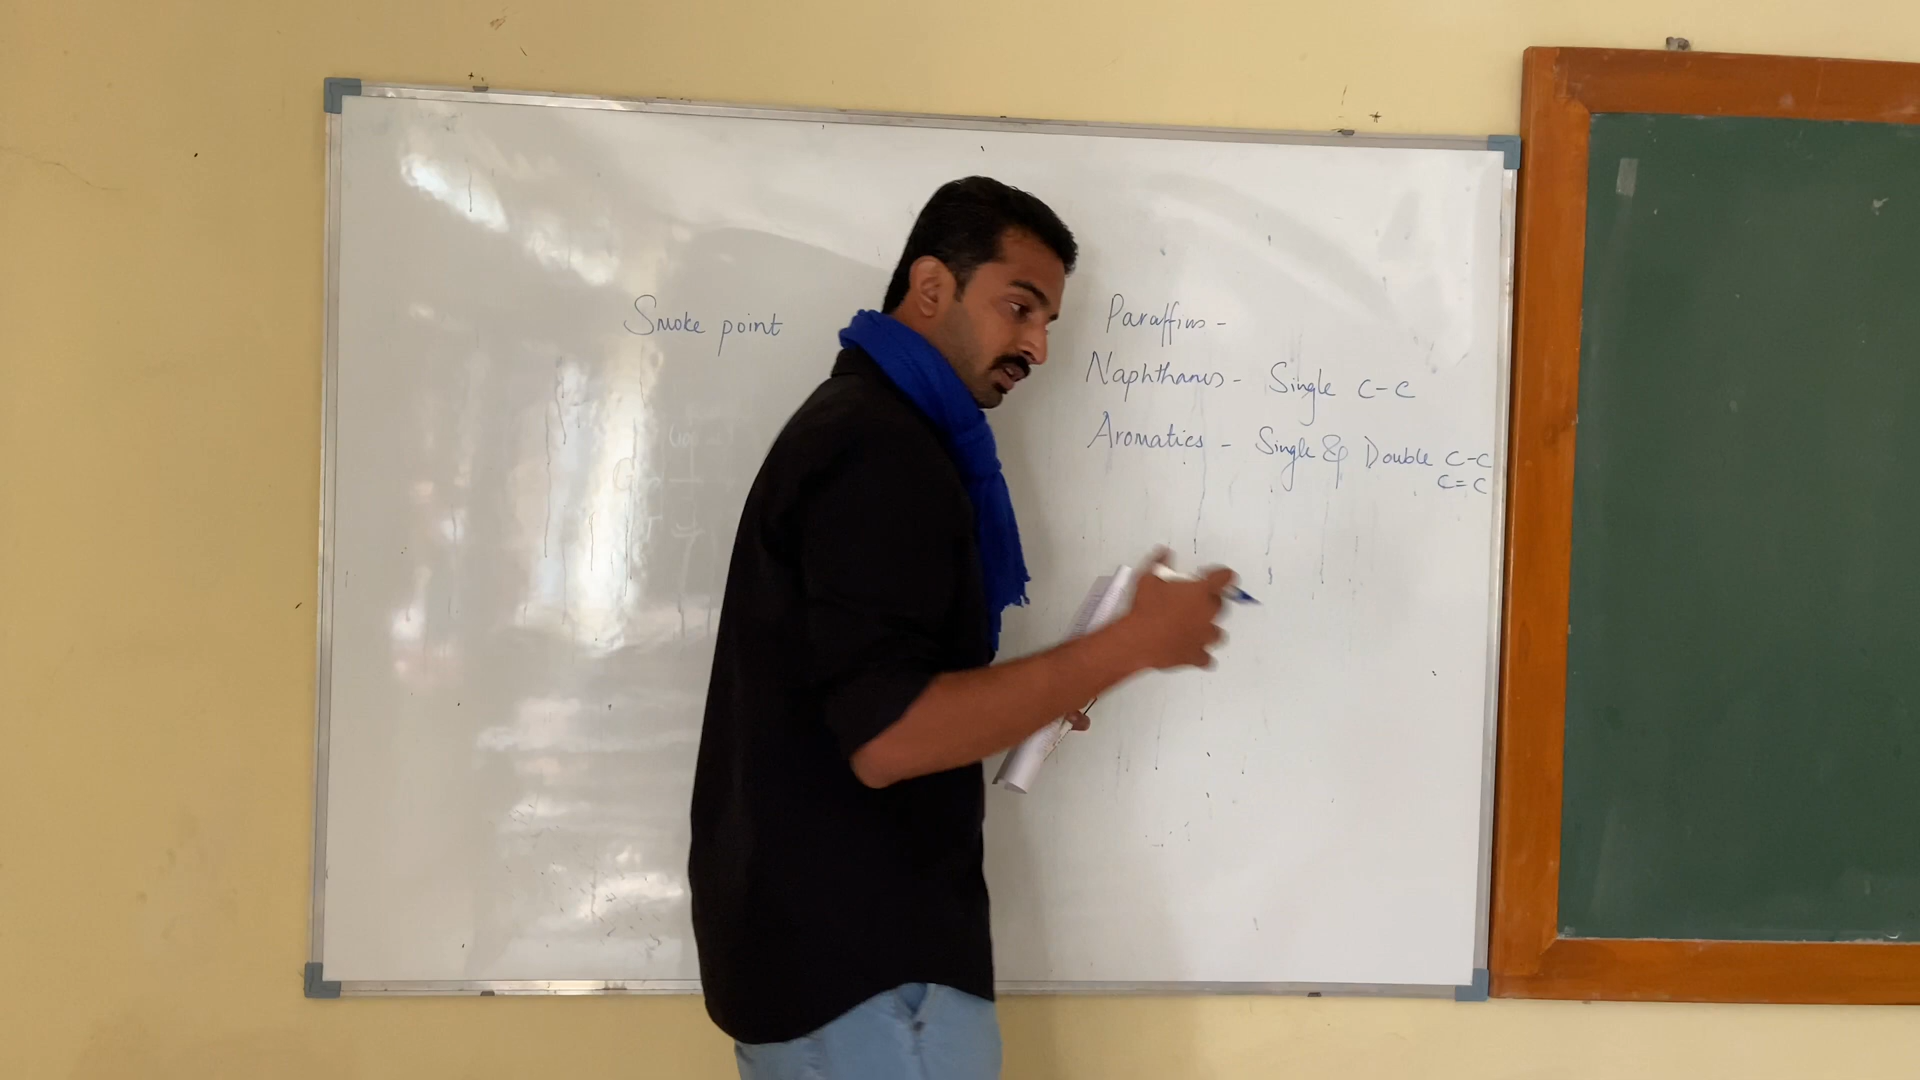 Smoke point
Paraffins -
Naphthanes - Single C-C
Aromatics - Single & Double C-C
C=C